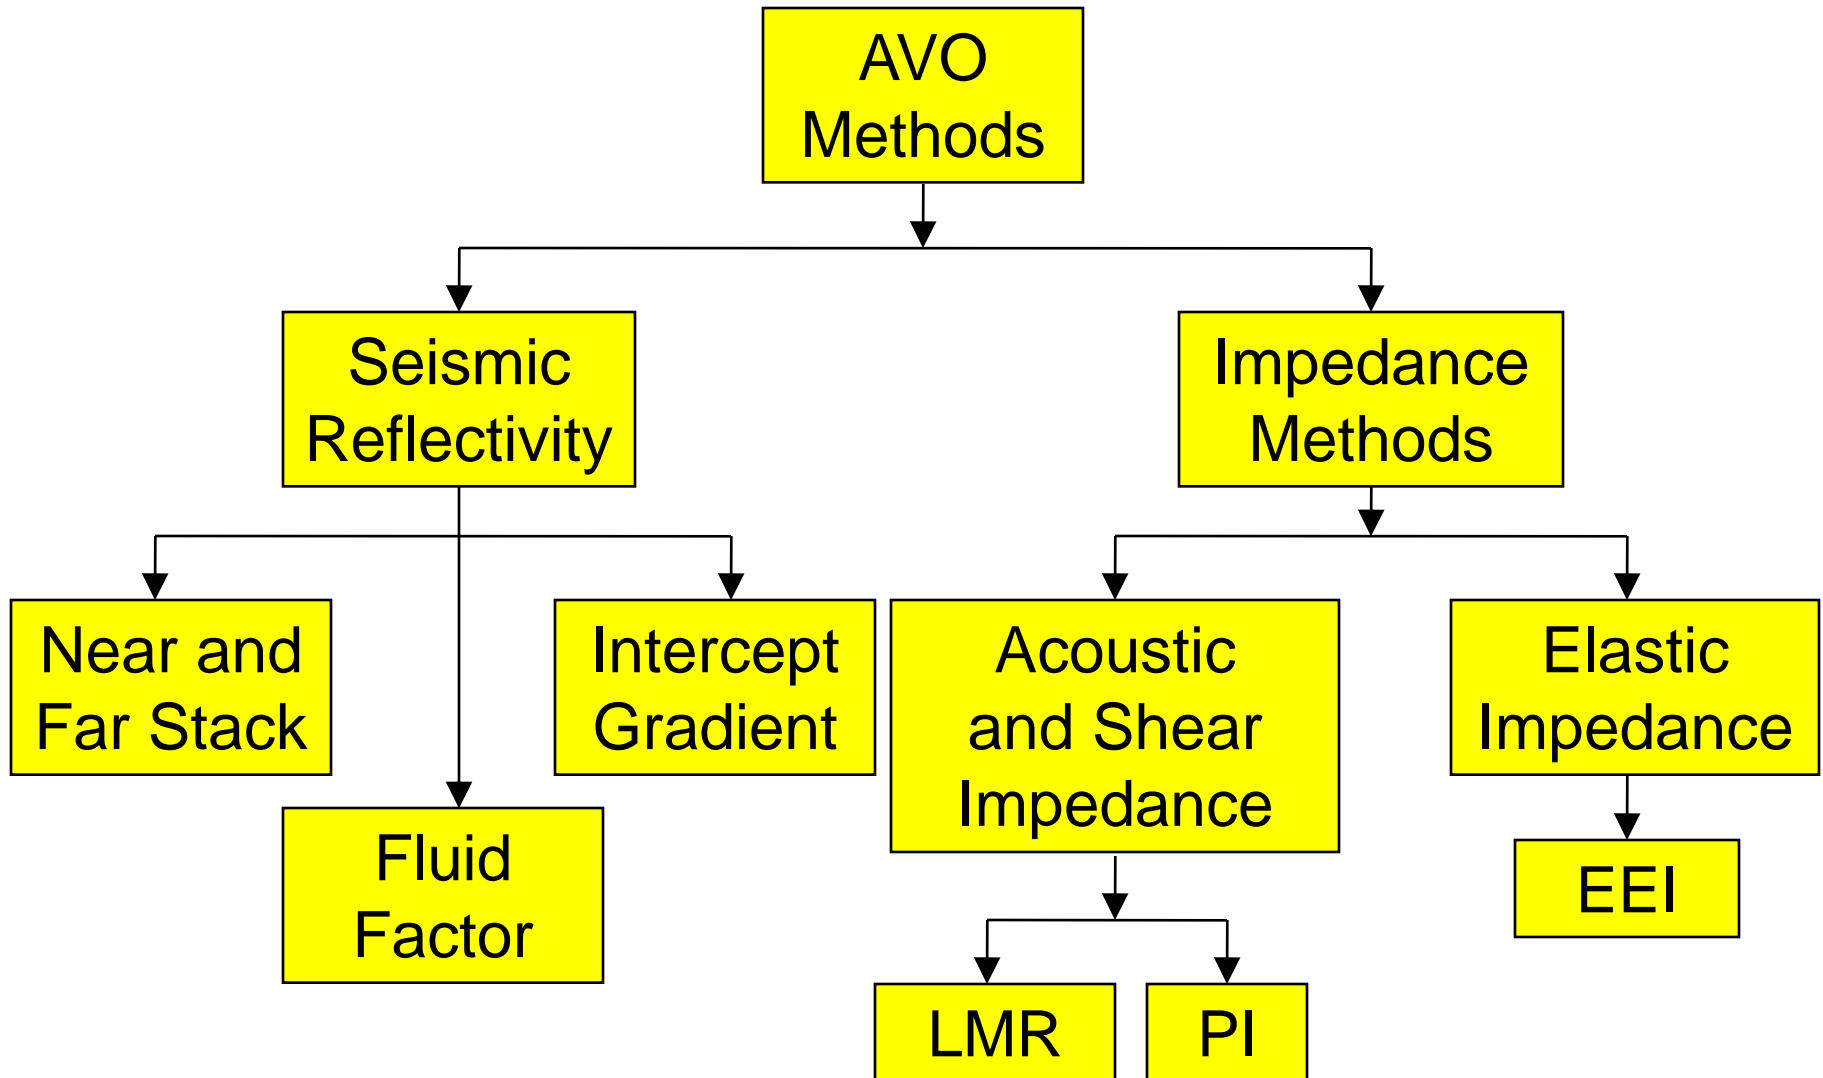 AVO
Methods
Seismic
Reflectivity
Impedance
Methods
Near and
Far Stack
Intercept
Gradient
Acoustic
and Shear
Impedance
Elastic
Impedance
Fluid
Factor
EEI
LMR
PI